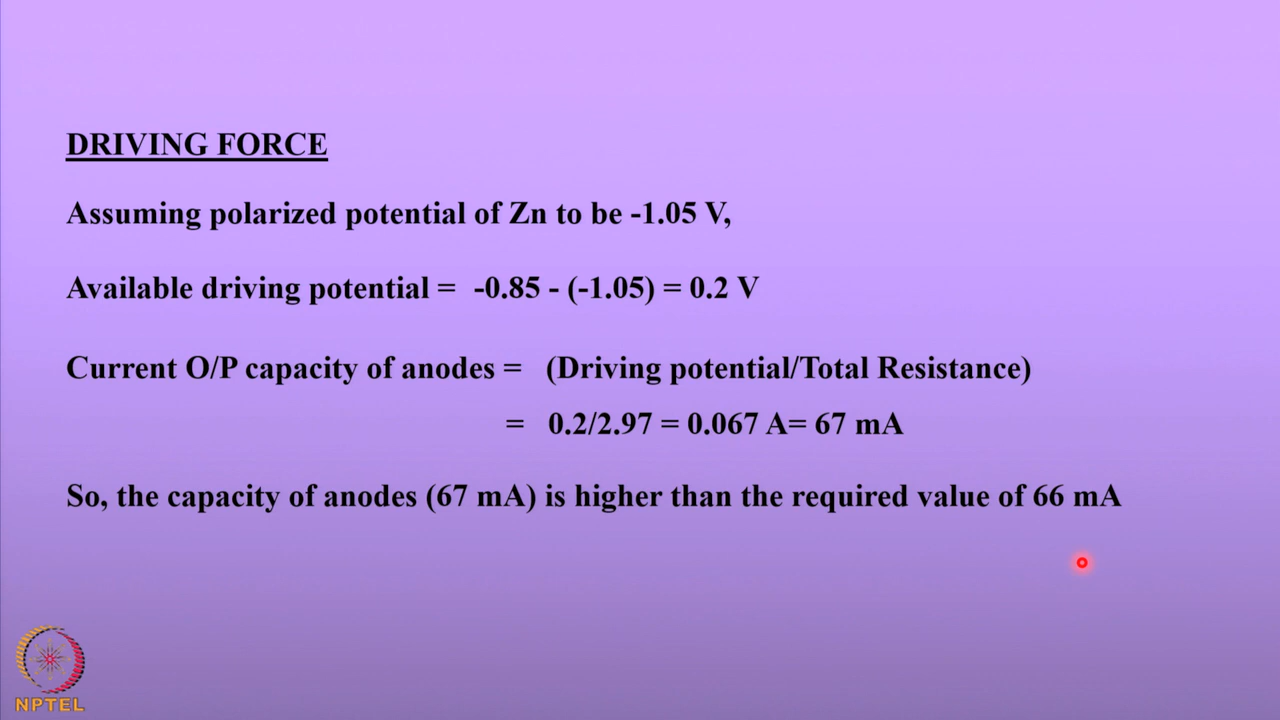 DRIVING FORCE
Assuming polarized potential of Zn to be -1.05 V,
Available driving potential = -0.85 - (-1.05) = 0.2 V
Current O/P capacity of anodes = (Driving potential/Total Resistance)
= 0.2/2.97 = 0.067 A= 67 mA
So, the capacity of anodes (67 mA) is higher than the required value of 66 mA
NPTEL